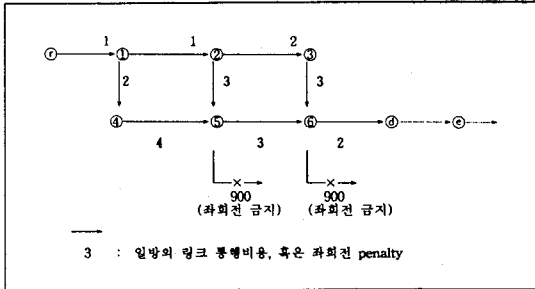 1 1 2
ⓡ ① ② ③
2 3 3
④ ⑤ ⑥ ⓓ ⓔ
4 3 2
900 900
(좌회전 금지) (좌회전 금지)
3 : 일방의 링크 통행비용, 혹은 좌회전 penalty